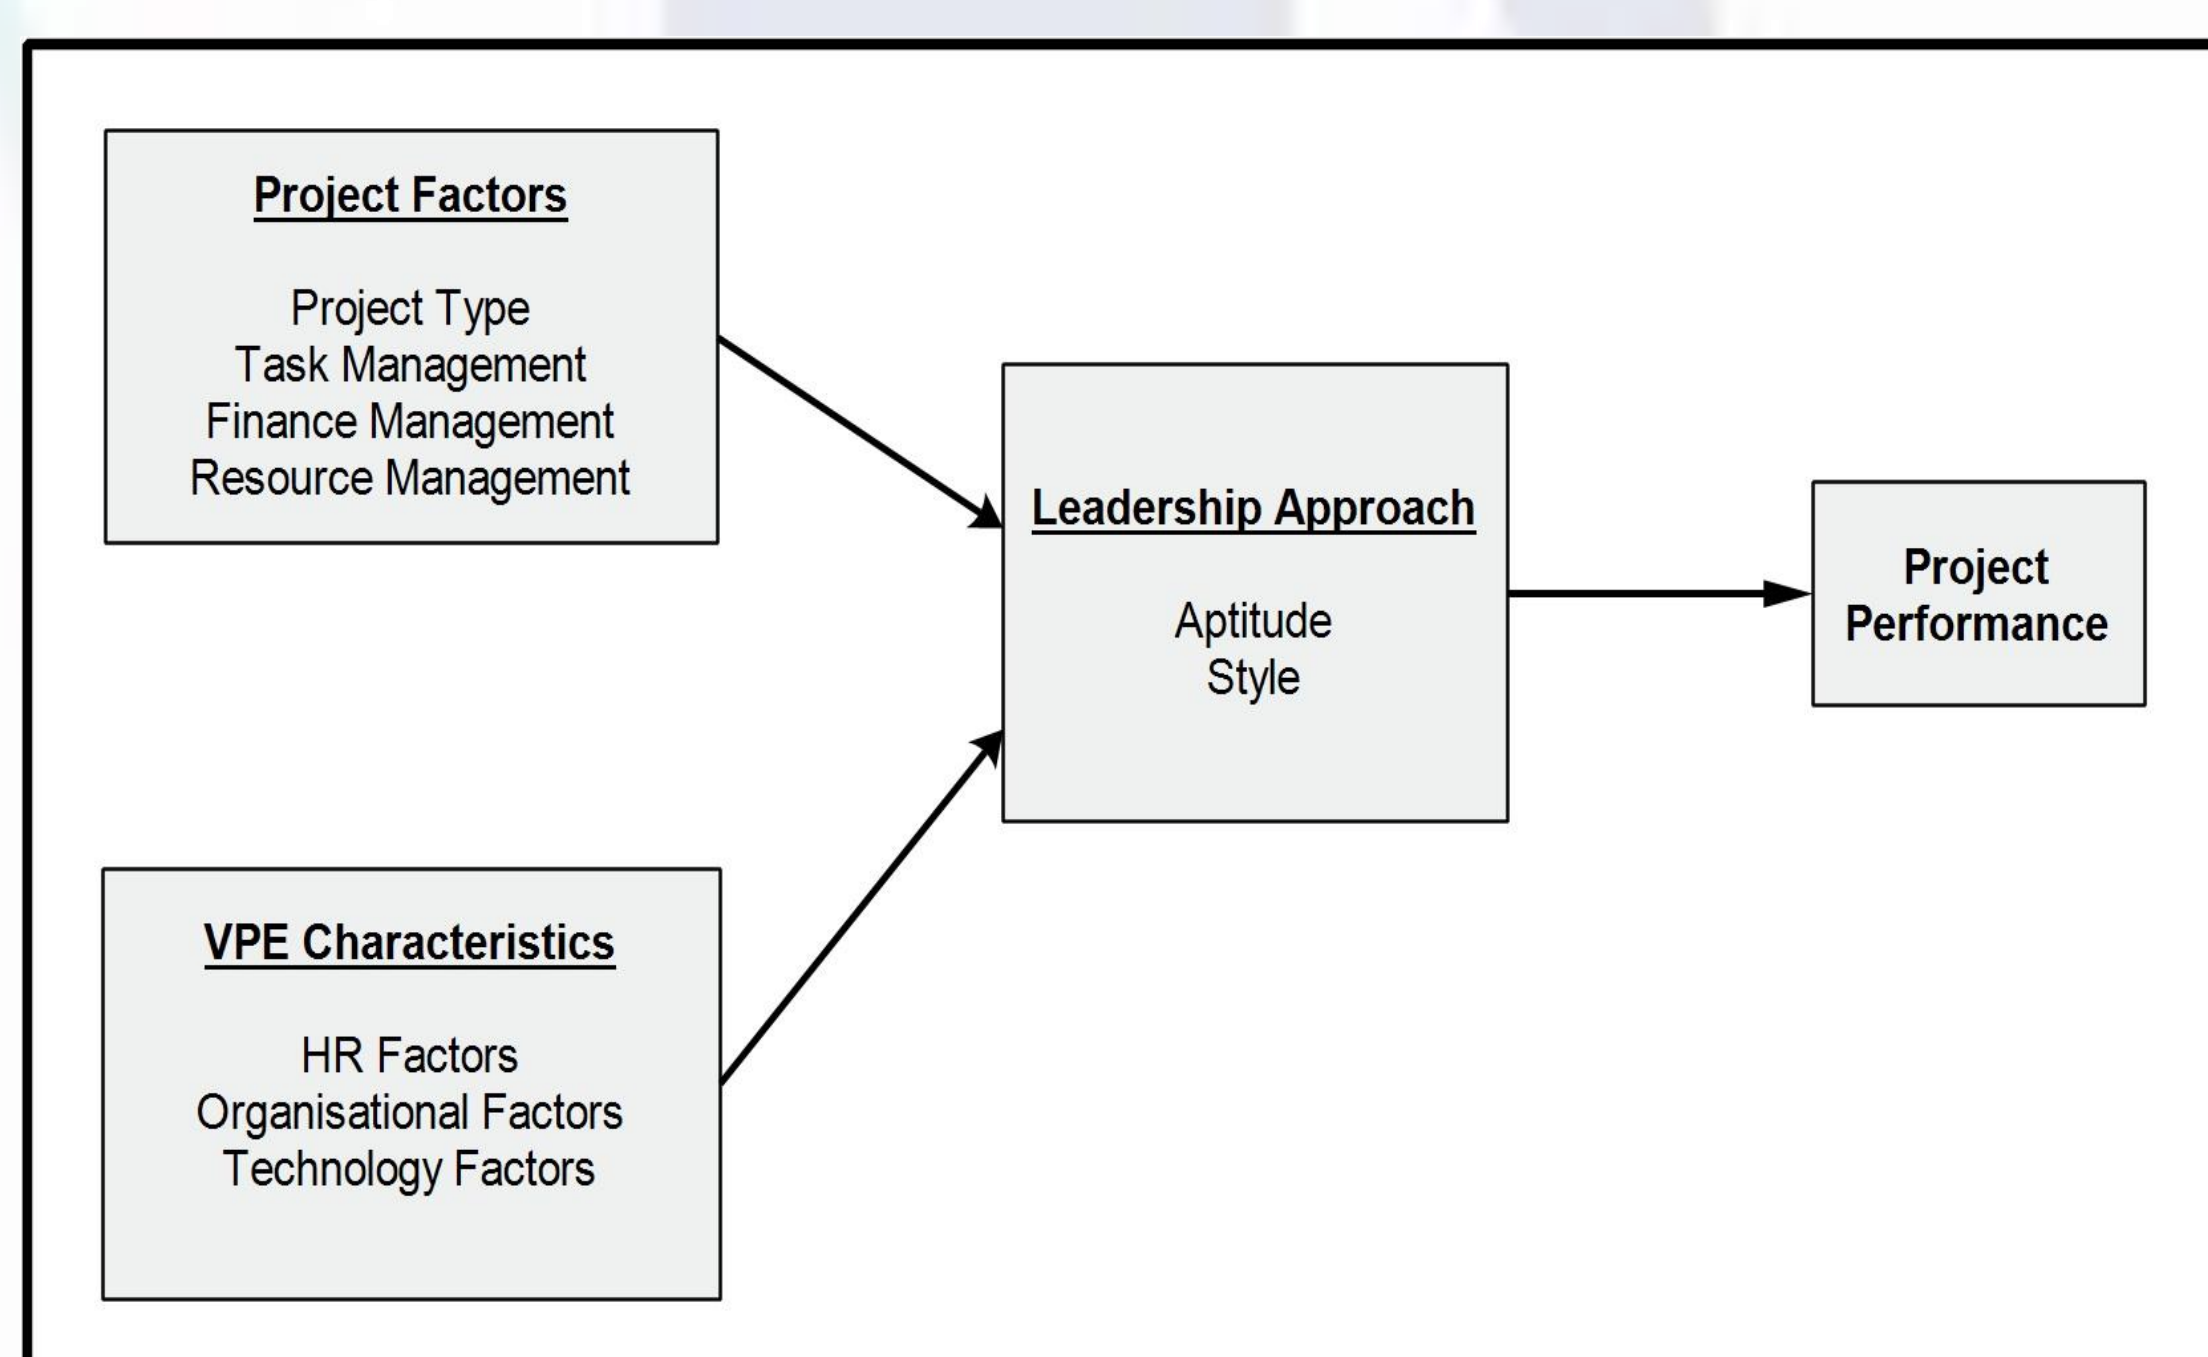 Project Factors
Project Type
Task Management
Finance Management
Resource Management
Leadership Approach
Aptitude
Style
Project
Performance
VPE Characteristics
HR Factors
Organisational Factors
Technology Factors